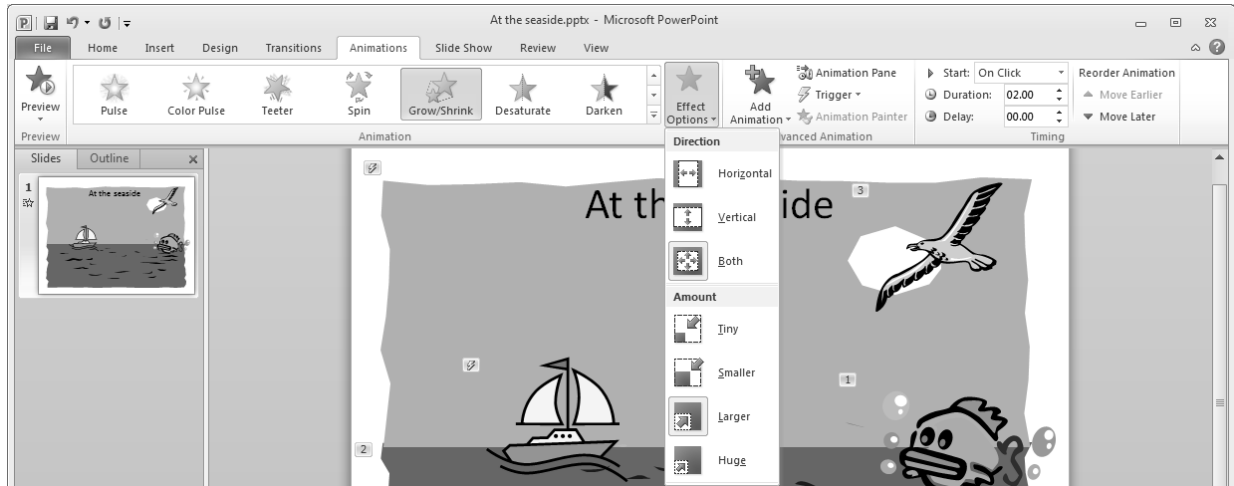 At the seaside.pptx - Microsoft PowerPoint
File Home Insert Design Transitions Animations Slide Show Review View
Preview
Pulse Color Pulse Teeter Spin Grow/Shrink Desaturate Darken
Effect Options
Add Animation
Animation Pane
Trigger
Animation Painter
Start: On Click
Duration: 02.00
Delay: 00.00
Reorder Animation
Move Earlier
Move Later
Preview Animation vanced Animation Timing
Slides Outline
1
At the seaside
Direction
Horizontal
Vertical
Both
Amount
Tiny
Smaller
Larger
Huge
At th ide
3
1
2